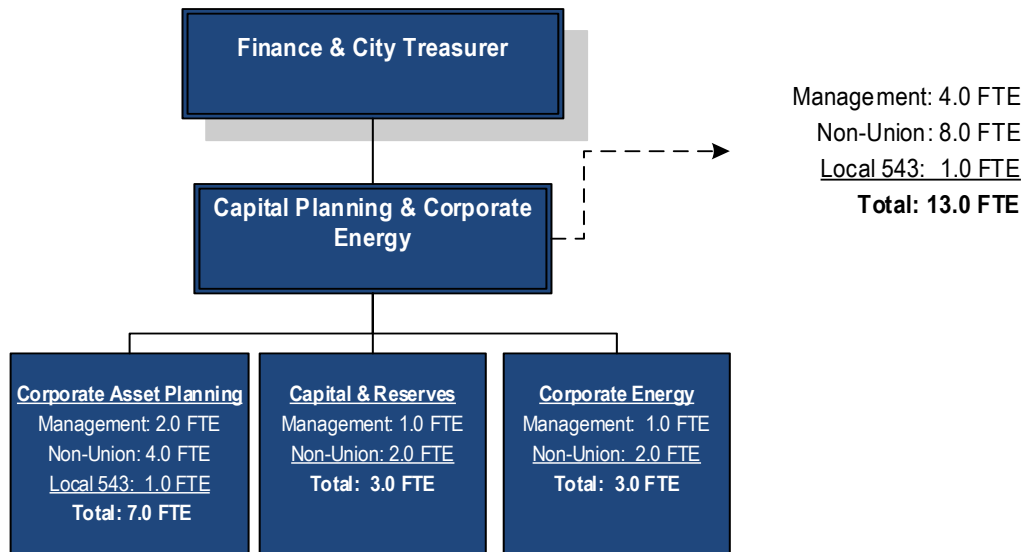 Finance & City Treasurer
Management: 4.0 FTE
Non-Union: 8.0 FTE
Local 543: 1.0 FTE
Total: 13.0 FTE
Capital Planning & Corporate
Energy
Corporate Asset Planning
Management: 2.0 FTE
Non-Union: 4.0 FTE
Local 543: 1.0 FTE
Total: 7.0 FTE
Capital & Reserves
Management: 1.0 FTE
Non-Union: 2.0 FTE
Total: 3.0 FTE
Corporate Energy
Management: 1.0 FTE
Non-Union: 2.0 FTE
Total: 3.0 FTE